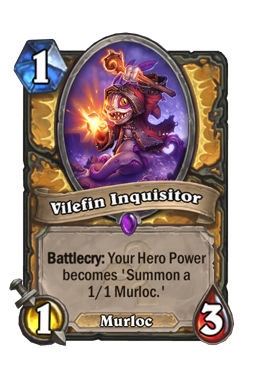 1
Vilefin Inquisitor
Battlecry: Your Hero Power
becomes 'Summon a
1/1 Murloc.'
1
Murloc
3